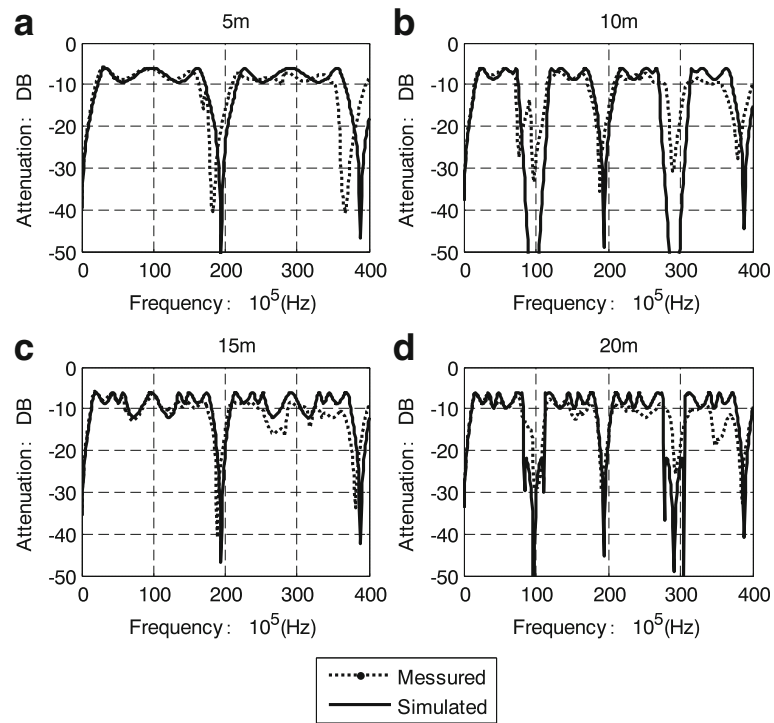 a 5m
0
-10
-20
-30
-40
-50
Attenuation: DB
0 100 200 300 400
Frequency: 10^5(Hz)
b 10m
0
-10
-20
-30
-40
-50
Attenuation: DB
0 100 200 300 400
Frequency: 10^5(Hz)
c 15m
0
-10
-20
-30
-40
-50
Attenuation: DB
0 100 200 300 400
Frequency: 10^5(Hz)
d 20m
0
-10
-20
-30
-40
-50
Attenuation: DB
0 100 200 300 400
Frequency: 10^5(Hz)
Messured
Simulated